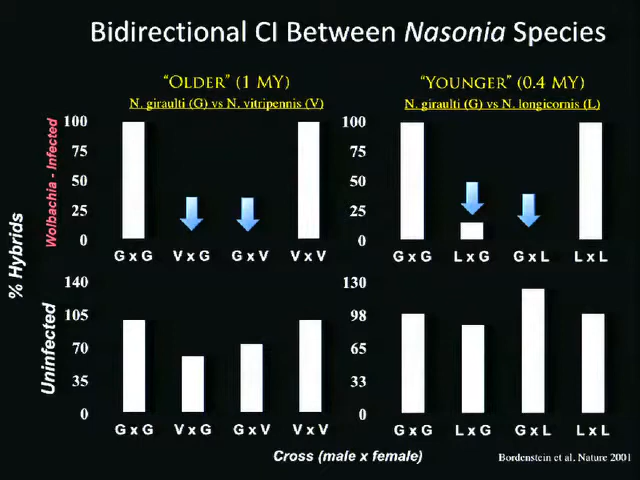 Bidirectional CI Between Nasonia Species
"OLDER" (1 MY)
N. giraulti (G) vs N. vitripennis (V)
"YOUNGER" (0.4 MY)
N. giraulti (G) vs N. longicornis (L)
% Hybrids
Wolbachia - Infected
100
75
50
25
0
G x G V x G G x V V x V
100
75
50
25
0
G x G L x G G x L L x L
Uninfected
140
105
70
35
0
G x G V x G G x V V x V
130
98
65
33
0
G x G L x G G x L L x L
Cross (male x female)
Bordenstein et al. Nature 2001